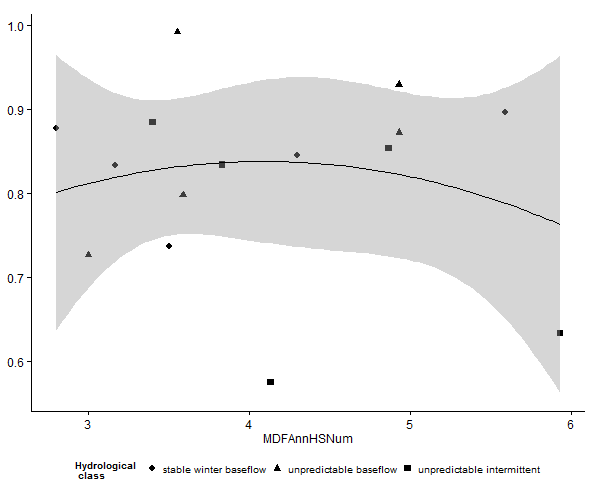 1.0
0.9
0.8
0.7
0.6
3 4 5 6
MDFAnnHSNum
Hydrological
class
stable winter baseflow unpredictable baseflow unpredictable intermittent